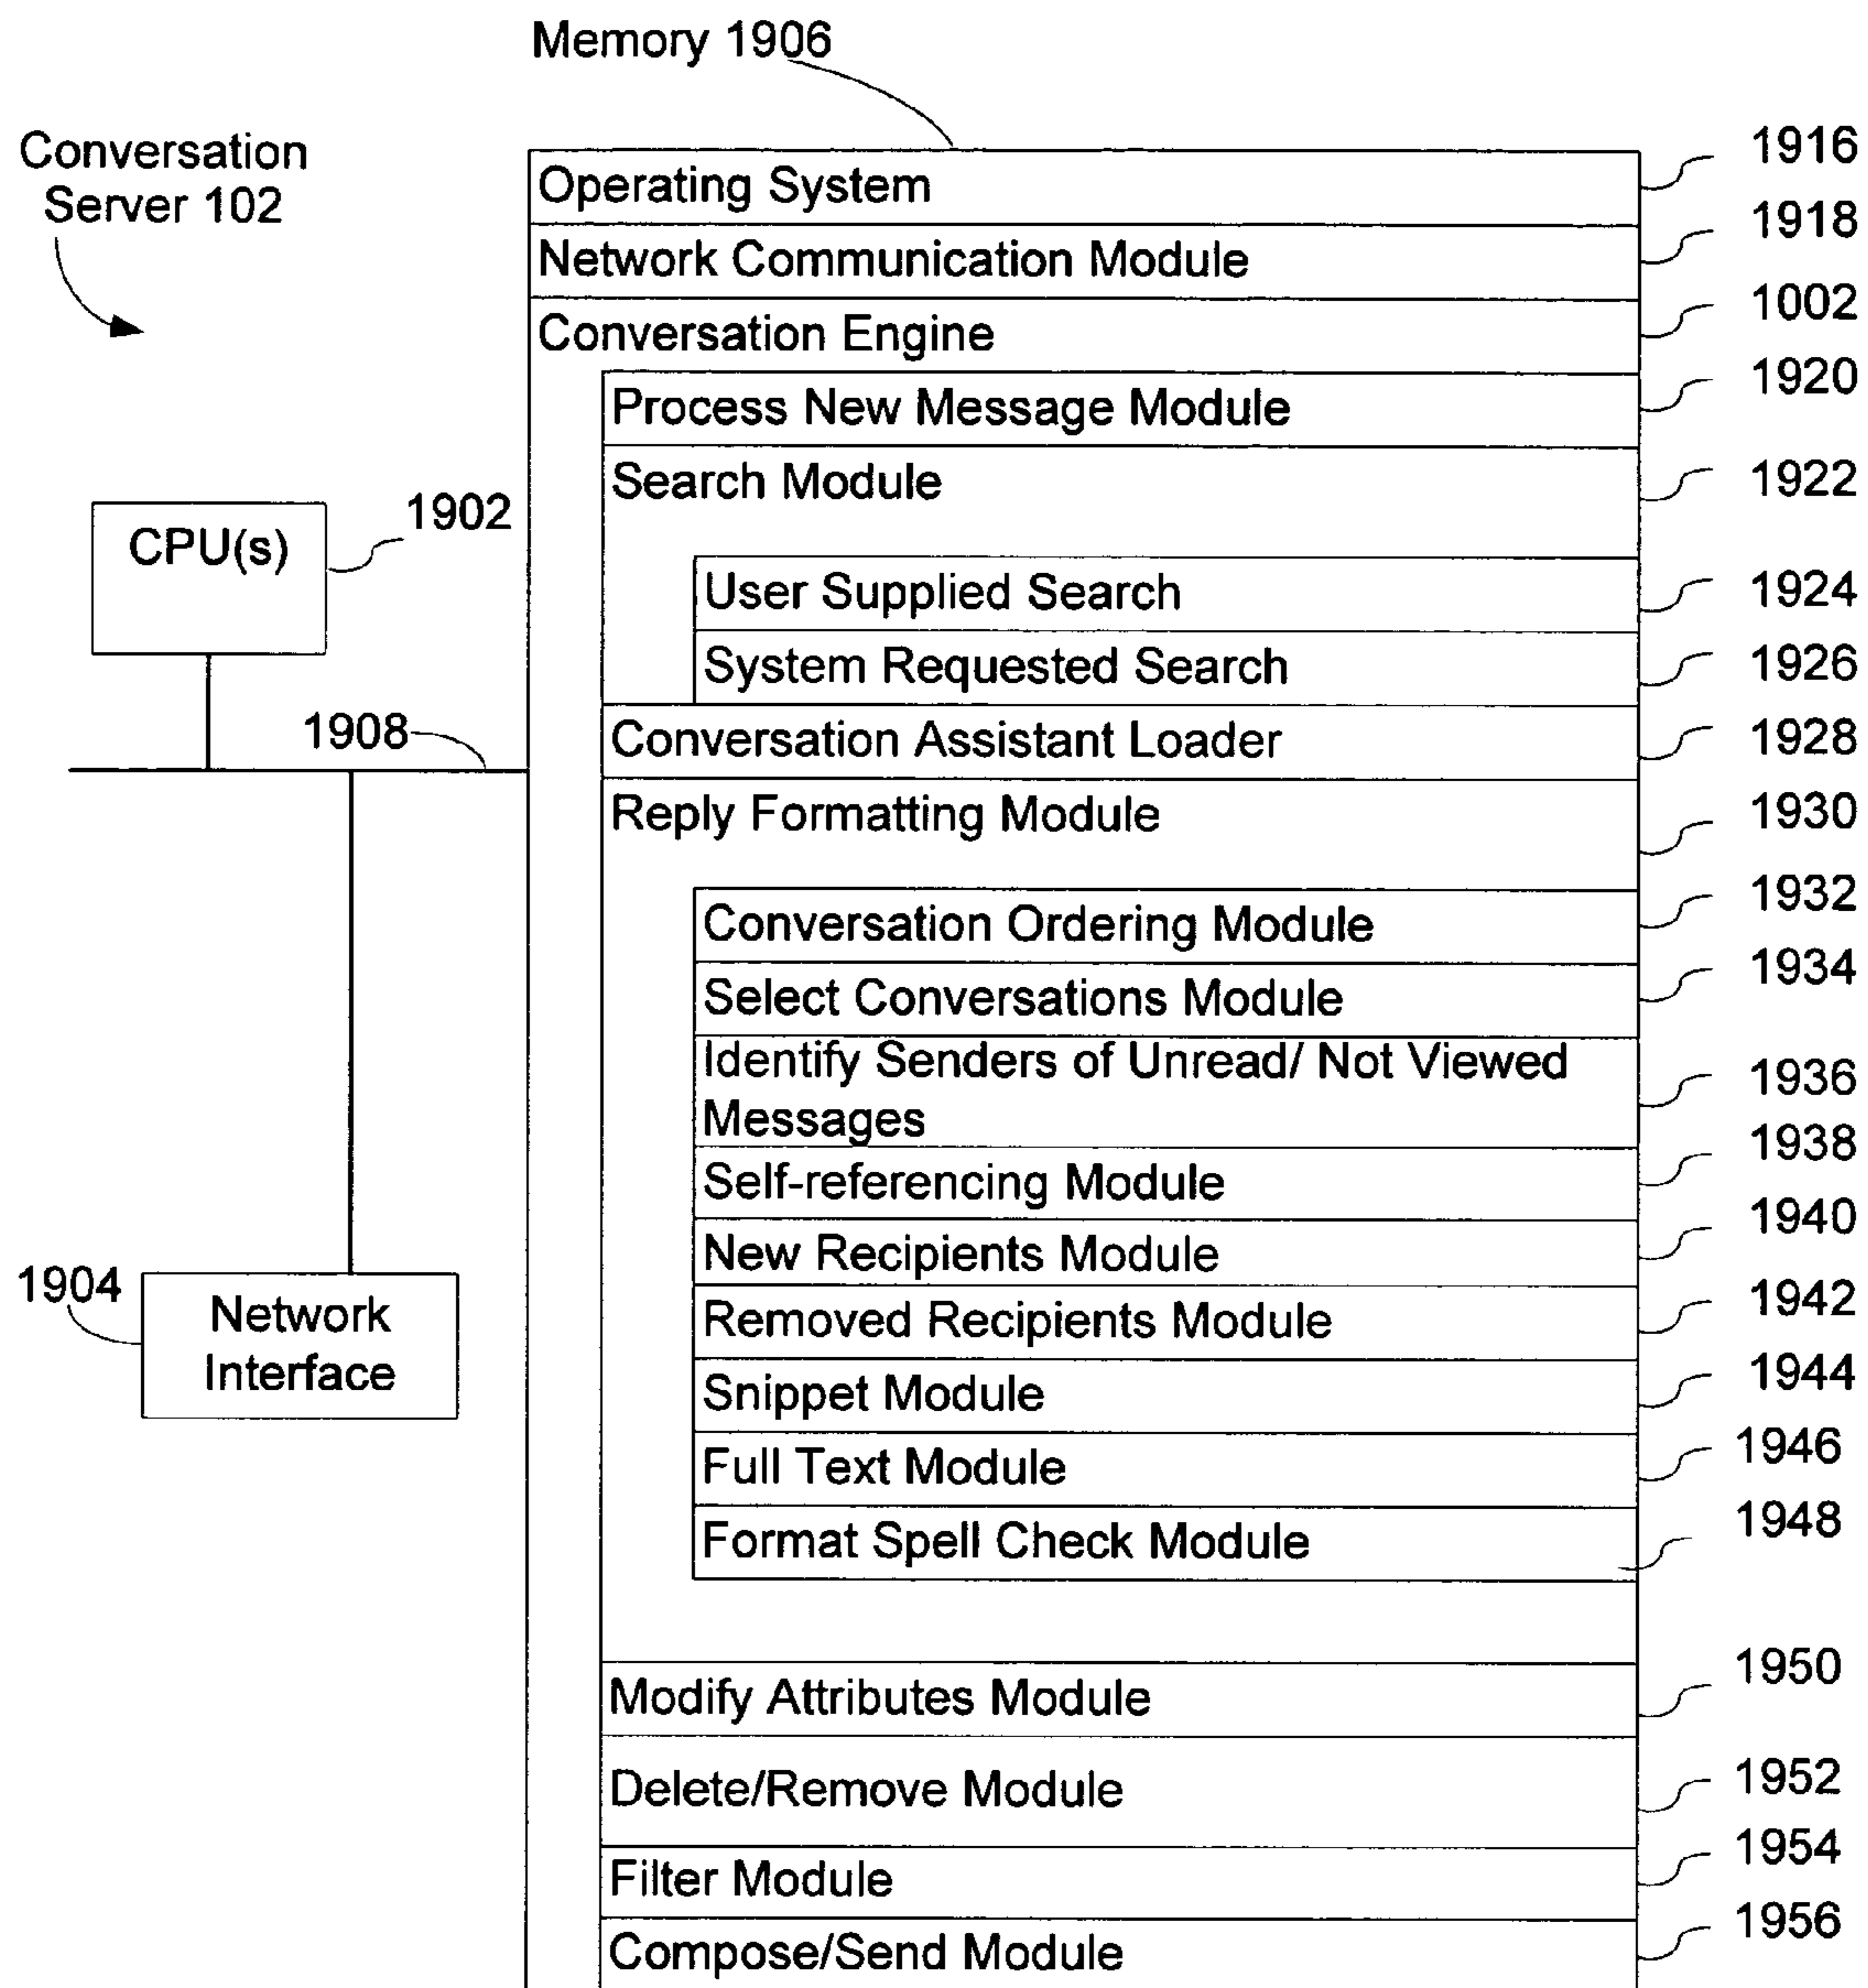 Memory 1906
Conversation
Server 102
Operating System 1916
Network Communication Module 1918
Conversation Engine 1002
Process New Message Module 1920
Search Module 1922
CPU(s) 1902
User Supplied Search 1924
System Requested Search 1926
1908
Conversation Assistant Loader 1928
Reply Formatting Module 1930
Conversation Ordering Module 1932
Select Conversations Module 1934
Identify Senders of Unread/ Not Viewed
Messages 1936
Self-referencing Module 1938
New Recipients Module 1940
1904
Network
Interface
Removed Recipients Module 1942
Snippet Module 1944
Full Text Module 1946
Format Spell Check Module 1948
Modify Attributes Module 1950
Delete/Remove Module 1952
Filter Module 1954
Compose/Send Module 1956